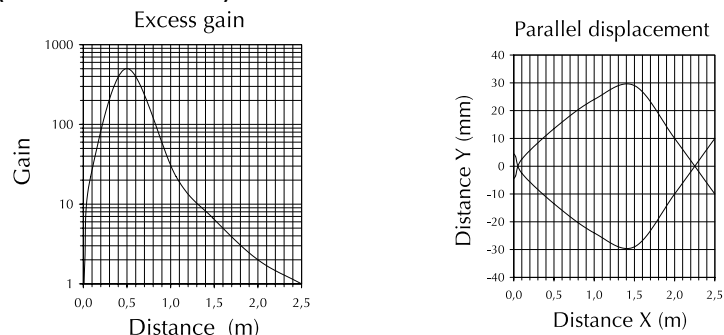 Excess gain
1000
100
10
1
Gain
0,0 0,5 1,0 1,5 2,0 2,5
Distance (m)
Parallel displacement
40
30
20
10
0
-10
-20
-30
-40
Distance Y (mm)
0,0 0,5 1,0 1,5 2,0 2,5
Distance X (m)